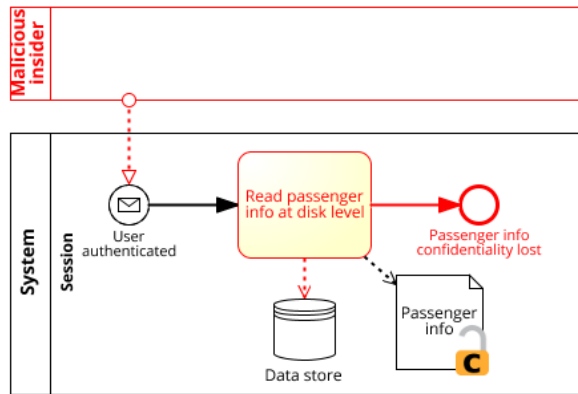 Malicious
insider
System
Session
User
authenticated
Read passenger
info at disk level
Passenger info
confidentiality lost
Data store
Passenger
info
C